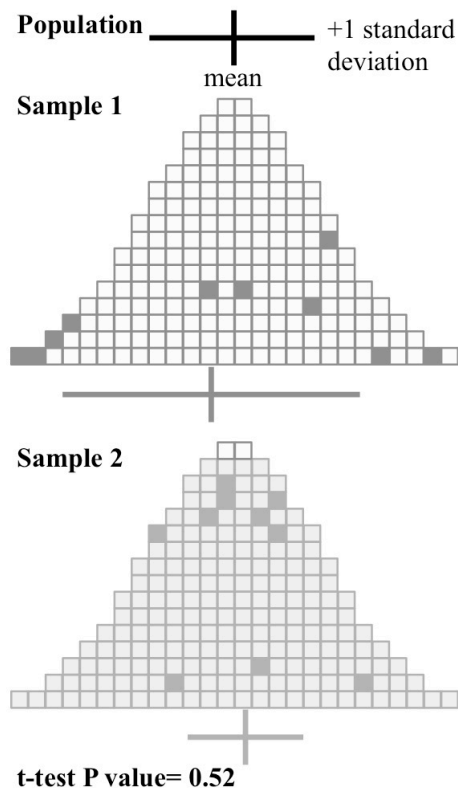 Population
+1 standard
deviation
mean
Sample 1
Sample 2
t-test P value= 0.52